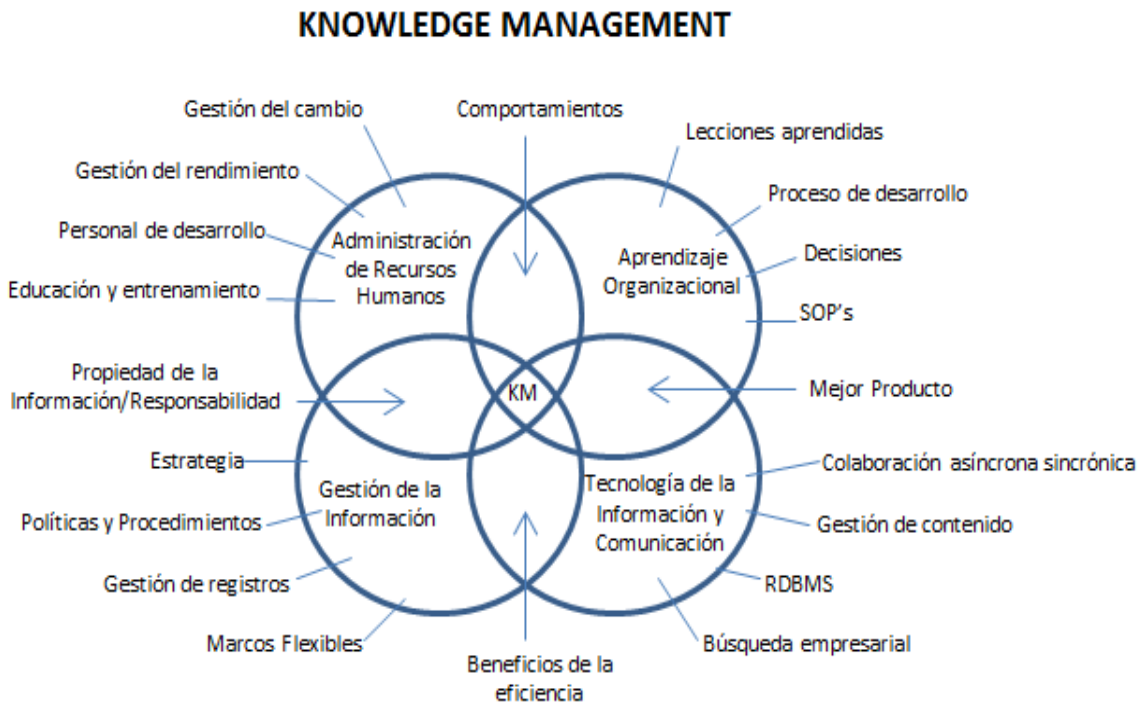 KNOWLEDGE MANAGEMENT
Gestión del cambio
Comportamientos
Lecciones aprendidas
Gestión del rendimiento
Proceso de desarrollo
Personal de desarrollo
Administración
de Recursos
Humanos
Aprendizaje
Organizacional
Decisiones
Educación y entrenamiento
SOP's
Propiedad de la
Información/Responsabilidad
KM
Mejor Producto
Estrategia
Colaboración asíncrona sincrónica
Gestión de la
Información
Tecnología de la
Información y
Comunicación
Políticas y Procedimientos
Gestión de contenido
Gestión de registros
RDBMS
Marcos Flexibles
Búsqueda empresarial
Beneficios de la
eficiencia